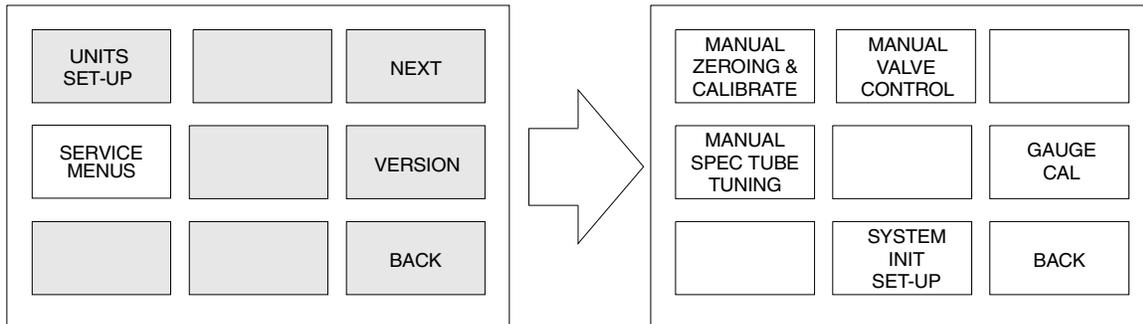 UNITS
SET-UP
NEXT
SERVICE
MENUS
VERSION
BACK
MANUAL
ZEROING &
CALIBRATE
MANUAL
VALVE
CONTROL
MANUAL
SPEC TUBE
TUNING
GAUGE
CAL
SYSTEM
INIT
SET-UP
BACK